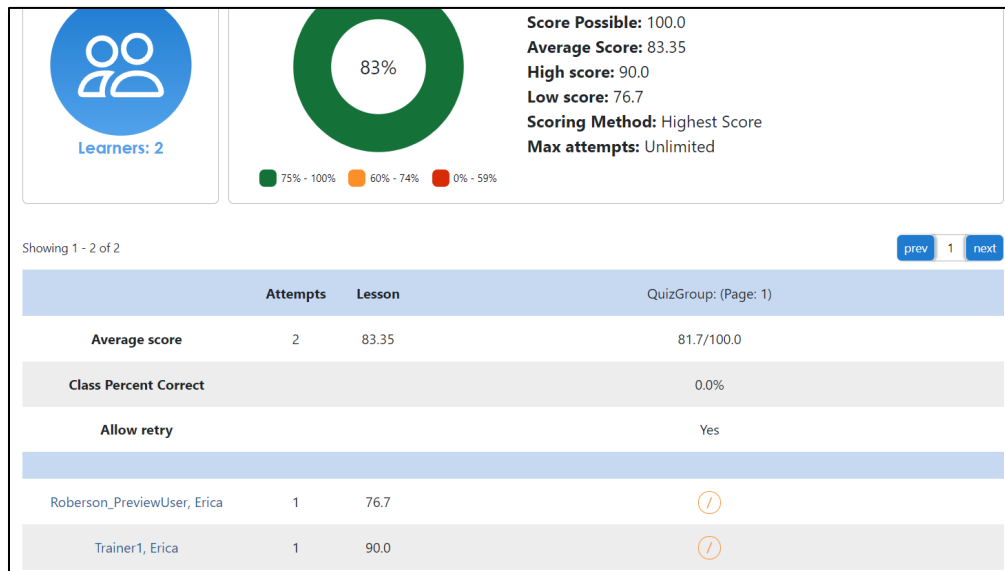 Learners: 2
83%
75% - 100% 60% - 74% 0% - 59%
Score Possible: 100.0
Average Score: 83.35
High score: 90.0
Low score: 76.7
Scoring Method: Highest Score
Max attempts: Unlimited
Showing 1 - 2 of 2
prev 1 next
Attempts Lesson QuizGroup: (Page: 1)
Average score 2 83.35 81.7/100.0
Class Percent Correct 0.0%
Allow retry Yes
Roberson_PreviewUser, Erica 1 76.7 /
Trainer1, Erica 1 90.0 /